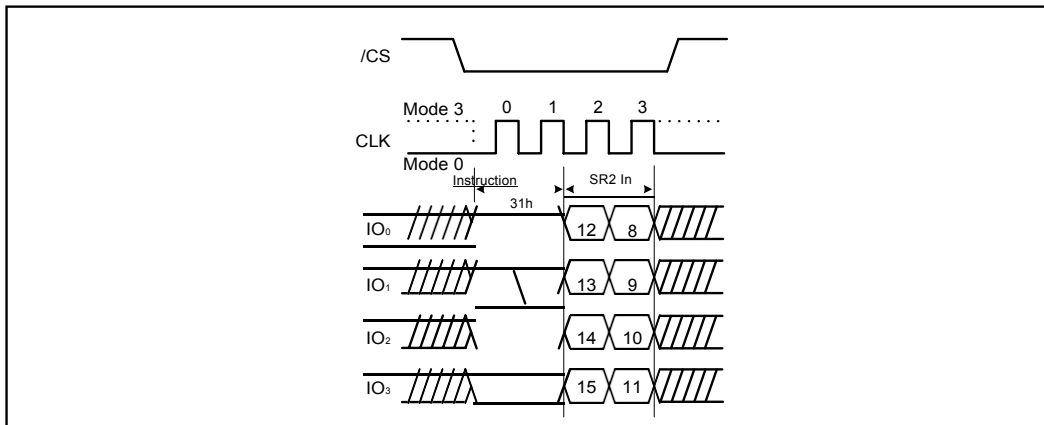 /CS
Mode 3 0 1 2 3
CLK
Mode 0
Instruction SR2 In
31h
IO₀ 12 8
IO₁ 13 9
IO₂ 14 10
IO₃ 15 11